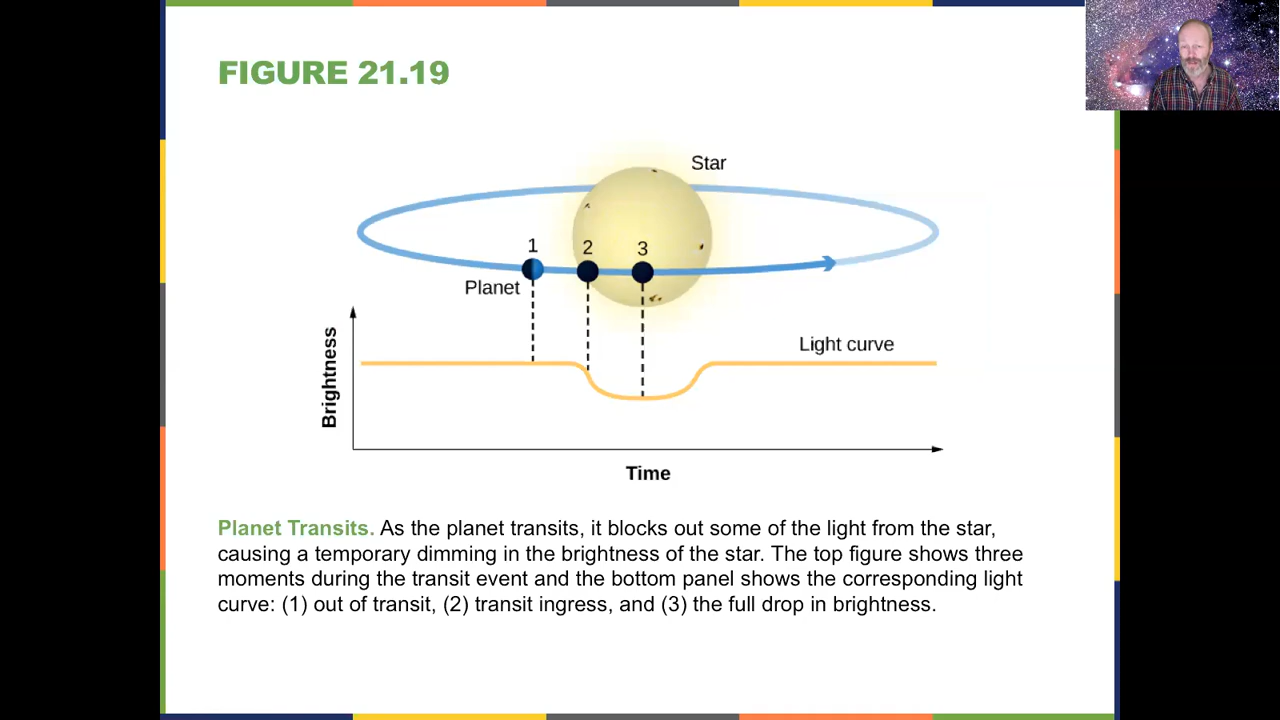 FIGURE 21.19
Star
1
2
3
Planet
Light curve
Brightness
Time
Planet Transits. As the planet transits, it blocks out some of the light from the star,
causing a temporary dimming in the brightness of the star. The top figure shows three
moments during the transit event and the bottom panel shows the corresponding light
curve: (1) out of transit, (2) transit ingress, and (3) the full drop in brightness.